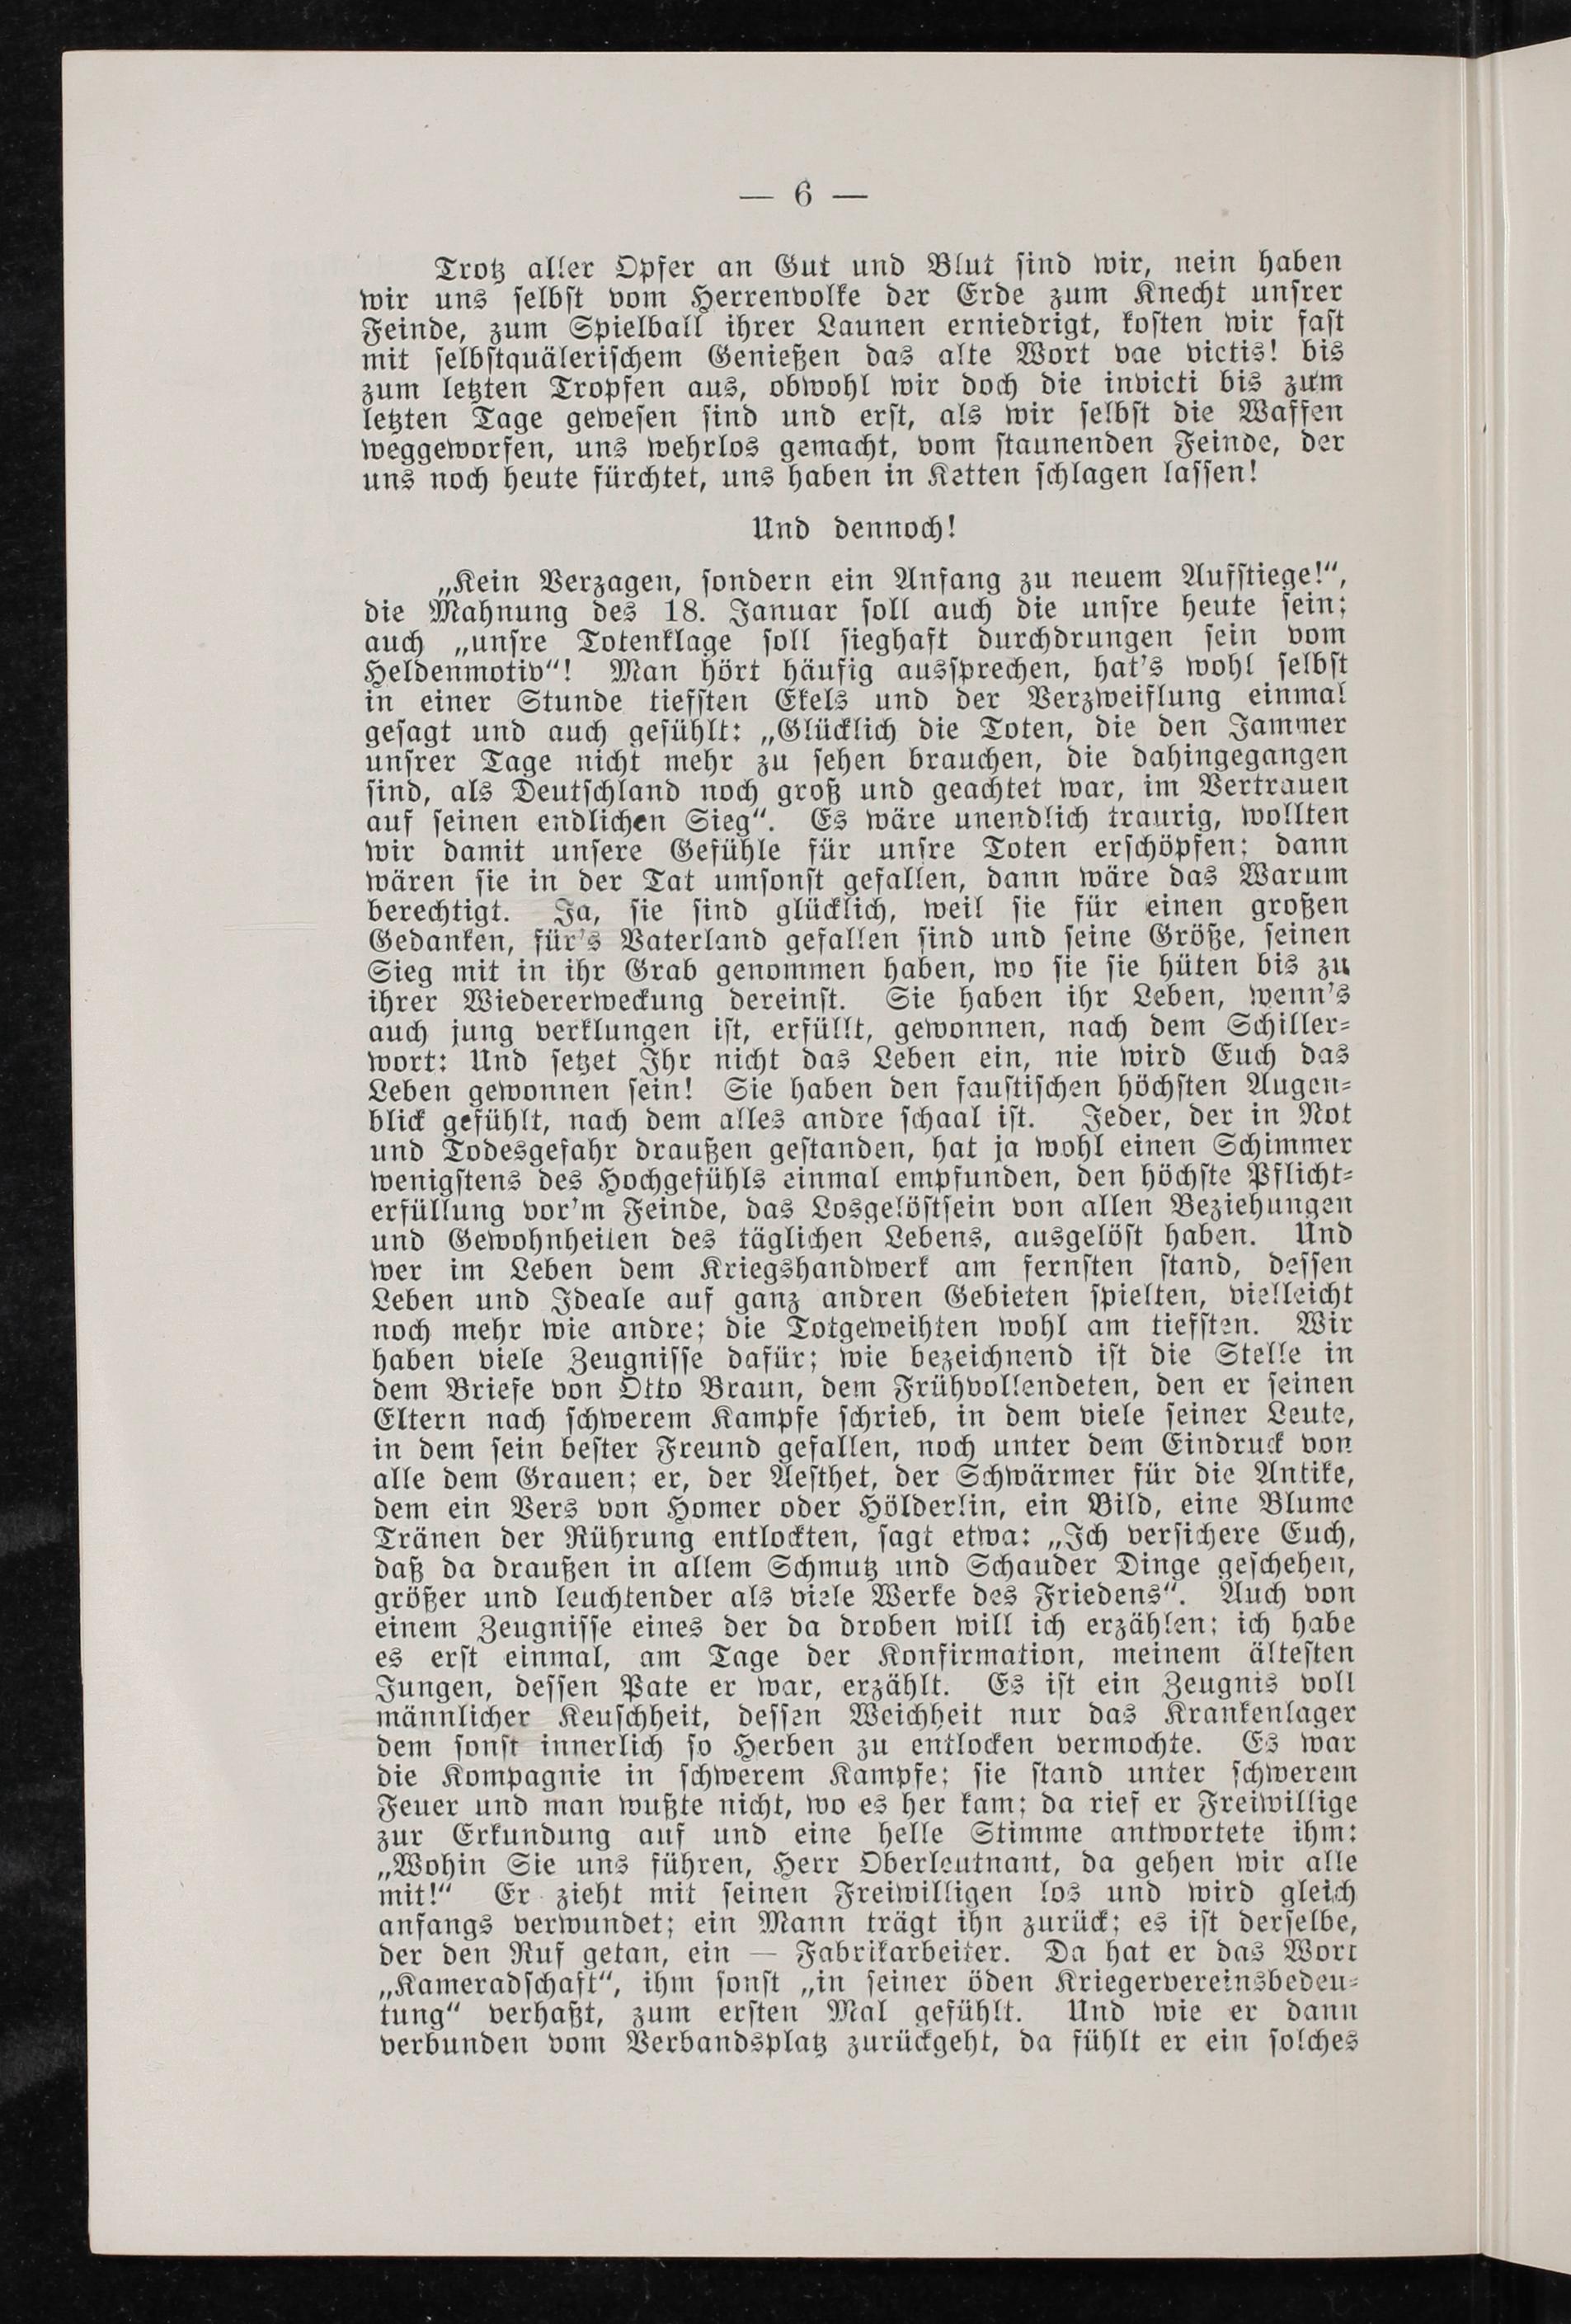 — 6 —
Trotz aller Opfer an Gut und Blut sind wir, nein haben
wir uns selbst vom Herrenvolke der Erde zum Knecht unsrer
Feinde, zum Spielball ihrer Launen erniedrigt, kosten wir fast
mit selbstquälerischem Genießen das alte Wort vae victis! bis
zum letzten Tropfen aus, obwohl wir doch die invicti bis zum
letzten Tage gewesen sind und erst, als wir selbst die Waffen
weggeworfen, uns wehrlos gemacht, vom staunenden Feinde, der
uns noch heute fürchtet, uns haben in Ketten schlagen lassen!
Und dennoch!
„Kein Verzagen, sondern ein Anfang zu neuem Aufstiege!“,
die Mahnung des 18. Januar soll auch die unsre heute sein;
auch „unsre Totenklage soll sieghaft durchdrungen sein vom
Heldenmotiv“! Man hört häufig aussprechen, hat's wohl selbst
in einer Stunde tiefsten Ekels und der Verzweiflung einmal
gesagt und auch gefühlt: „Glücklich die Toten, die den Jammer
unsrer Tage nicht mehr zu sehen brauchen, die dahingegangen
sind, als Deutschland noch groß und geachtet war, im Vertrauen
auf seinen endlichen Sieg“. Es wäre unendlich traurig, wollten
wir damit unsere Gefühle für unsre Toten erschöpfen; dann
wären sie in der Tat umsonst gefallen, dann wäre das Warum
berechtigt. Ja, sie sind glücklich, weil sie für einen großen
Gedanken, für's Vaterland gefallen sind und seine Größe, seinen
Sieg mit in ihr Grab genommen haben, wo sie sie hüten bis zu
ihrer Wiedererweckung dereinst. Sie haben ihr Leben, wenn's
auch jung verklungen ist, erfüllt, gewonnen, nach dem Schiller-
wort: Und setzet Ihr nicht das Leben ein, nie wird Euch das
Leben gewonnen sein! Sie haben den faustischen höchsten Augen-
blick gefühlt, nach dem alles andre schaal ist. Jeder, der in Not
und Todesgefahr draußen gestanden, hat ja wohl einen Schimmer
wenigstens des Hochgefühls einmal empfunden, den höchste Pflicht-
erfüllung vor'm Feinde, das Losgelöstsein von allen Beziehungen
und Gewohnheiten des täglichen Lebens, ausgelöst haben. Und
wer im Leben dem Kriegshandwerk am fernsten stand, dessen
Leben und Ideale auf ganz andren Gebieten spielten, vielleicht
noch mehr wie andre; die Totgeweihten wohl am tiefsten. Wir
haben viele Zeugnisse dafür; wie bezeichnend ist die Stelle in
dem Briefe von Otto Braun, dem Frühvollendeten, den er seinen
Eltern nach schwerem Kampfe schrieb, in dem viele seiner Leute,
in dem sein bester Freund gefallen, noch unter dem Eindruck von
alle dem Grauen; er, der Aesthet, der Schwärmer für die Antike,
dem ein Vers von Homer oder Hölderlin, ein Bild, eine Blume
Tränen der Rührung entlockten, sagt etwa: „Ich versichere Euch,
daß da draußen in allem Schmutz und Schauder Dinge geschehen,
größer und leuchtender als viele Werke des Friedens“. Auch von
einem Zeugnisse eines der da droben will ich erzählen; ich habe
es erst einmal, am Tage der Konfirmation, meinem ältesten
Jungen, dessen Pate er war, erzählt. Es ist ein Zeugnis voll
männlicher Keuschheit, dessen Weichheit nur das Krankenlager
dem sonst innerlich so Herben zu entlocken vermochte. Es war
die Kompagnie in schwerem Kampfe; sie stand unter schwerem
Feuer und man wußte nicht, wo es her kam; da rief er Freiwillige
zur Erkundung auf und eine helle Stimme antwortete ihm:
„Wohin Sie uns führen, Herr Oberleutnant, da gehen wir alle
mit!“ Er zieht mit seinen Freiwilligen los und wird gleich
anfangs verwundet; ein Mann trägt ihn zurück; es ist derselbe,
der den Ruf getan, ein — Fabrikarbeiter. Da hat er das Wort
„Kameradschaft“, ihm sonst „in seiner öden Kriegervereinsbedeu-
tung“ verhaßt, zum ersten Mal gefühlt. Und wie er dann
verbunden vom Verbandsplatz zurückgeht, da fühlt er ein solches